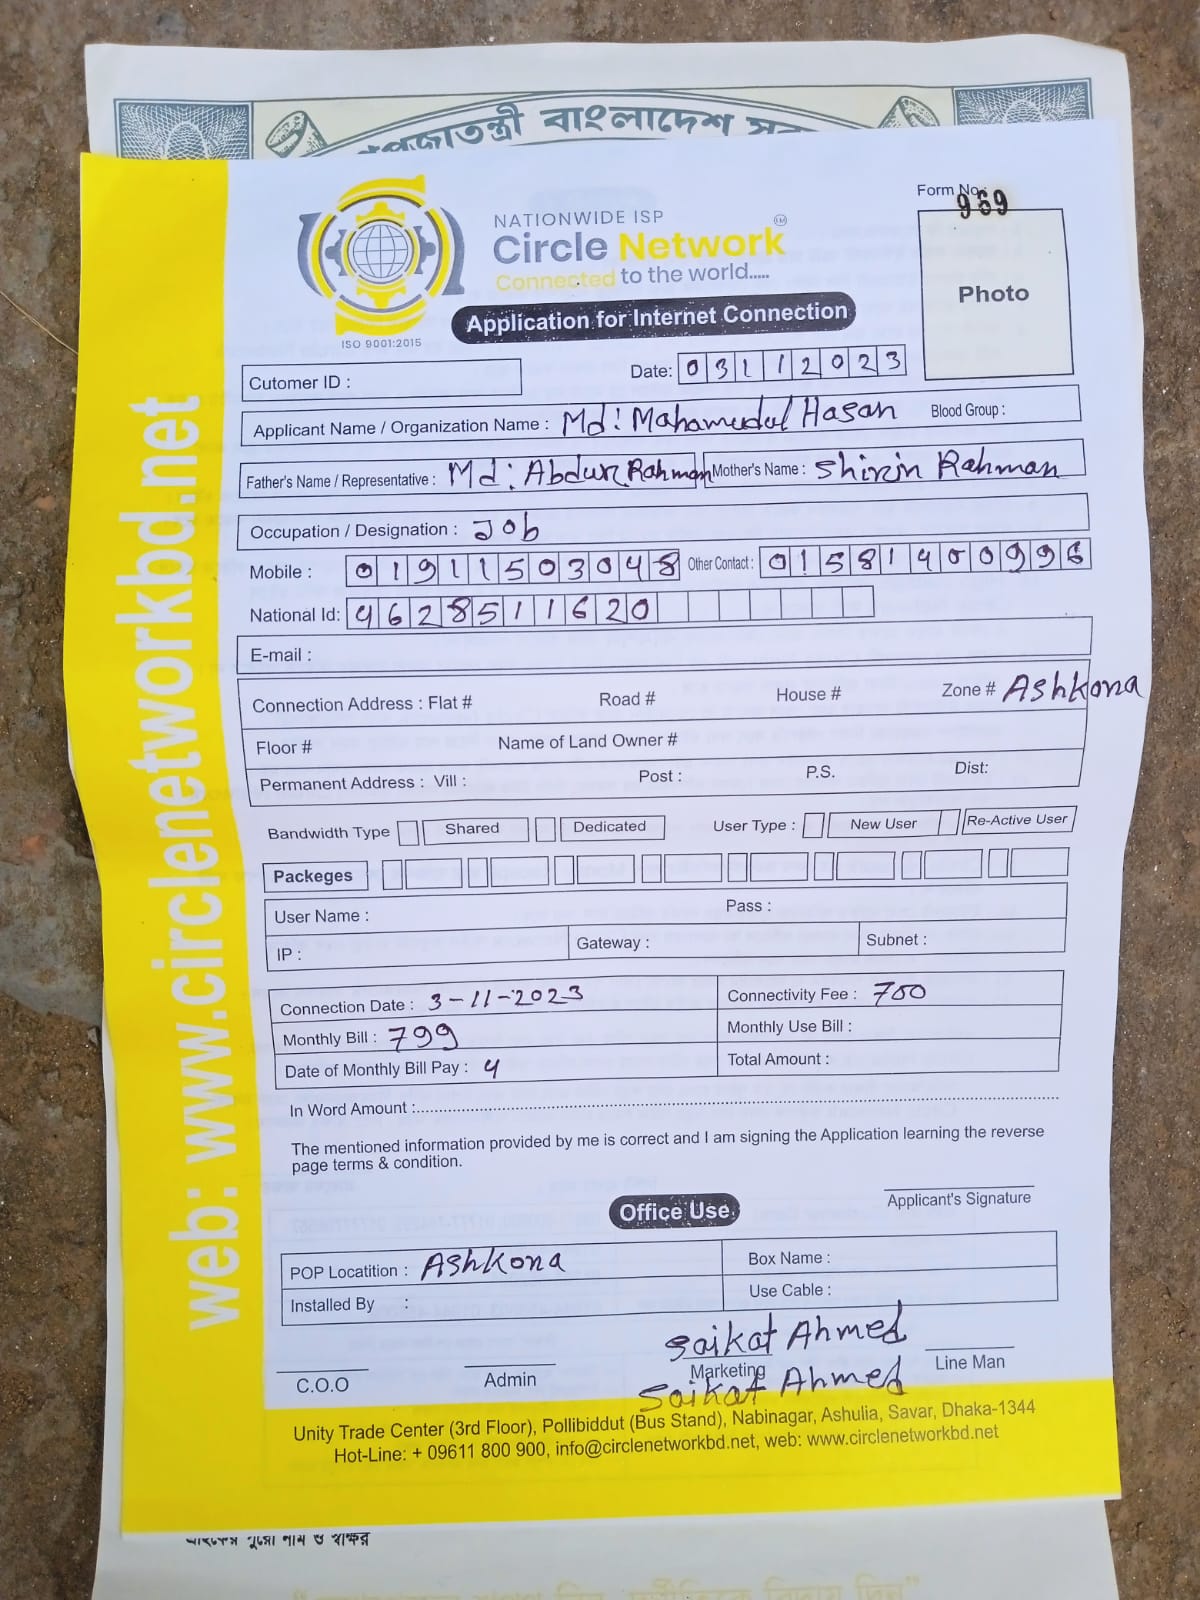 গণপ্রজাতন্ত্রী বাংলাদেশ
Form No.: 969
Photo
NATIONWIDE ISP
SM
Circle Network
Connected to the world.....
ISO 9001:2015
Application for Internet Connection
Cutomer ID :
Date: 03112023
Applicant Name / Organization Name : Md: Mahamudul Hasan Blood Group :
Father's Name / Representative : Md: Abdur Rahman Mother's Name : Shirin Rahman
Occupation / Designation : Job
Mobile : 01911503048 Other Contact : 01581400996
National Id: 4628511620
E-mail :
Connection Address : Flat # Road # House # Zone # Ashkona
Floor # Name of Land Owner #
Permanent Address : Vill : Post : P.S. Dist:
Bandwidth Type Shared Dedicated User Type : New User Re-Active User
Packeges
User Name : Pass :
IP : Gateway : Subnet :
Connection Date : 3-11-2023 Connectivity Fee : 700
Monthly Bill : 799 Monthly Use Bill :
Date of Monthly Bill Pay : 4 Total Amount :
In Word Amount :
The mentioned information provided by me is correct and I am signing the Application learning the reverse
page terms & condition.
Applicant's Signature
Office Use
POP Locatition : Ashkona Box Name :
Installed By : Use Cable :
Saikat Ahmed
C.O.O Admin Marketing Line Man
Saikat Ahmed
Unity Trade Center (3rd Floor), Pollibiddut (Bus Stand), Nabinagar, Ashulia, Savar, Dhaka-1344
Hot-Line: + 09611 800 900, info@circlenetworkbd.net, web: www.circlenetworkbd.net
web: www.circlenetworkbd.net
পুরো নাম ও স্বাক্ষর